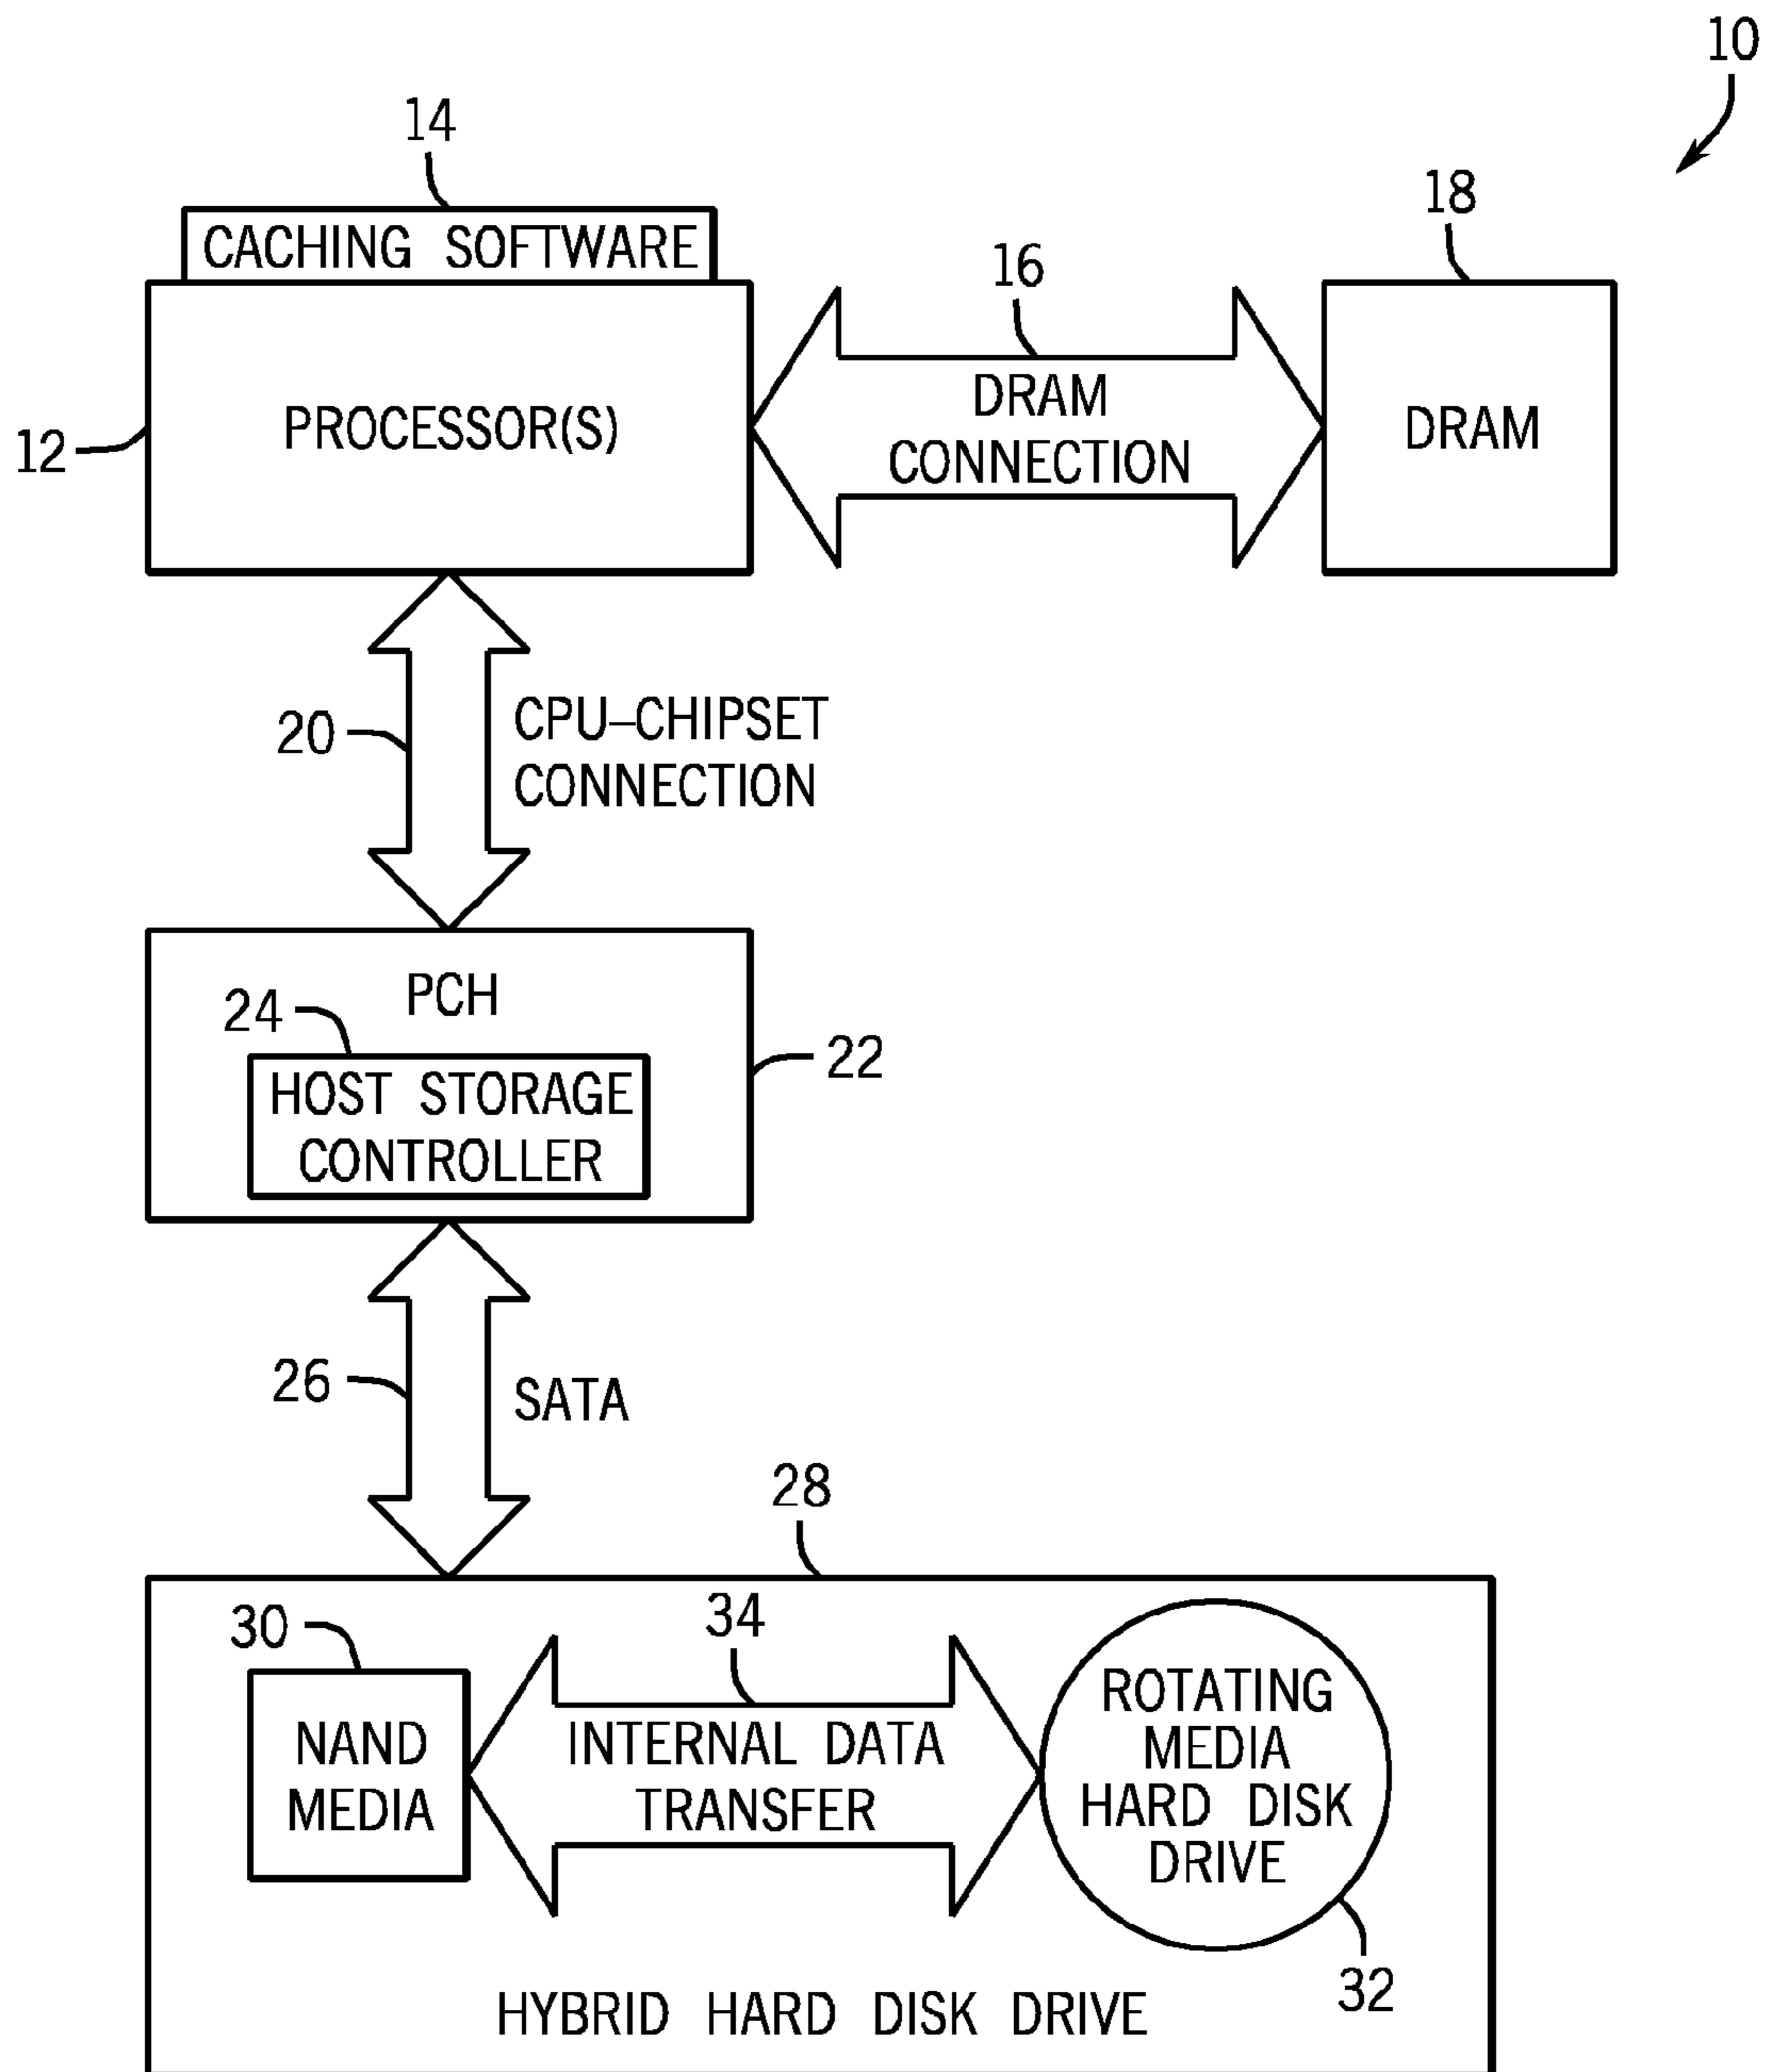 10
14
CACHING SOFTWARE
18
16
PROCESSOR(S)
12
DRAM
CONNECTION
DRAM
20
CPU-CHIPSET
CONNECTION
PCH
24
22
HOST STORAGE
CONTROLLER
26
SATA
28
30
34
NAND
MEDIA
INTERNAL DATA
TRANSFER
ROTATING
MEDIA
HARD DISK
DRIVE
32
HYBRID HARD DISK DRIVE